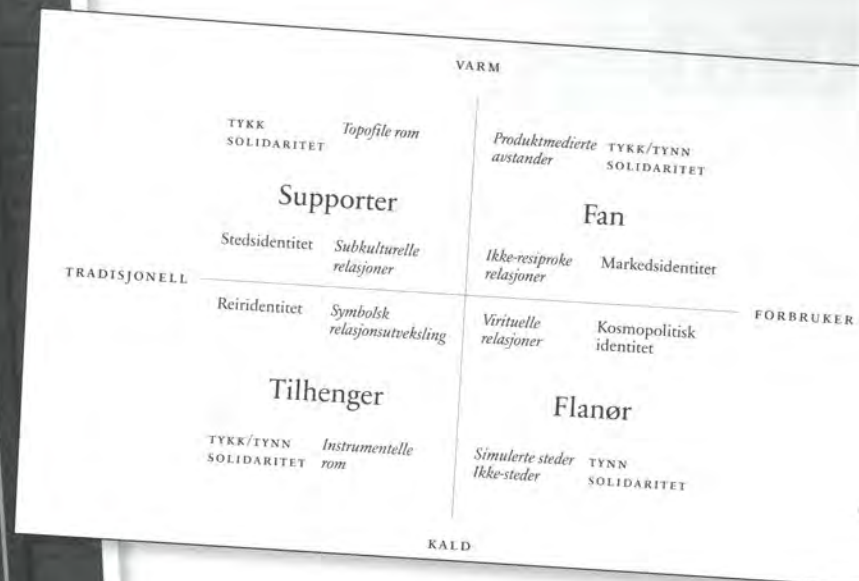 VARM
TYKK
SOLIDARITET
Topofile rom
Produktmedierte
avstander
TYKK/TYNN
SOLIDARITET
Supporter
Fan
Stedsidentitet
Subkulturelle
relasjoner
Ikke-resiproke
relasjoner
Markedsidentitet
TRADISJONELL
FORBRUKER
Reiridentitet
Symbolsk
relasjonsutveksling
Virituelle
relasjoner
Kosmopolitisk
identitet
Tilhenger
Flanør
TYKK/TYNN
SOLIDARITET
Instrumentelle
rom
Simulerte steder
Ikke-steder
TYNN
SOLIDARITET
KALD